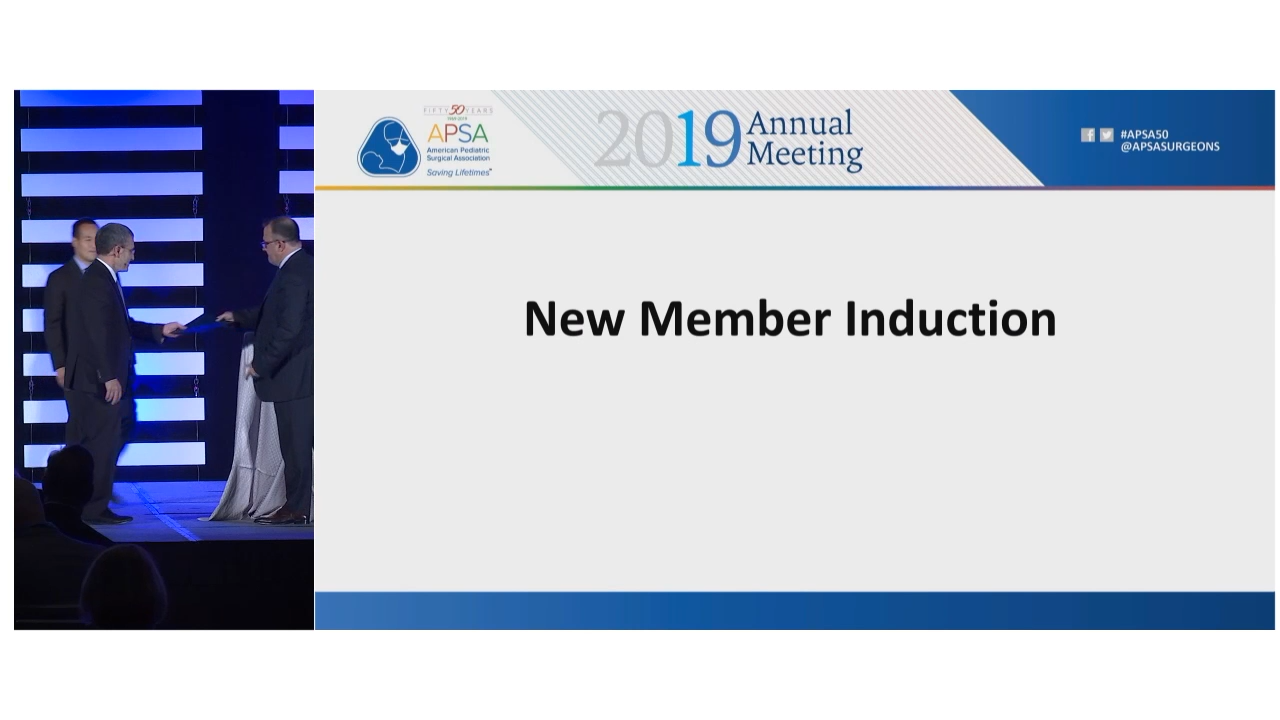 FIFTY 50 YEARS
APSA
American Pediatric
Surgical Association
Saving Lifetimes
2019 Annual
Meeting
#APSA50
@APSASURGEONS
New Member Induction